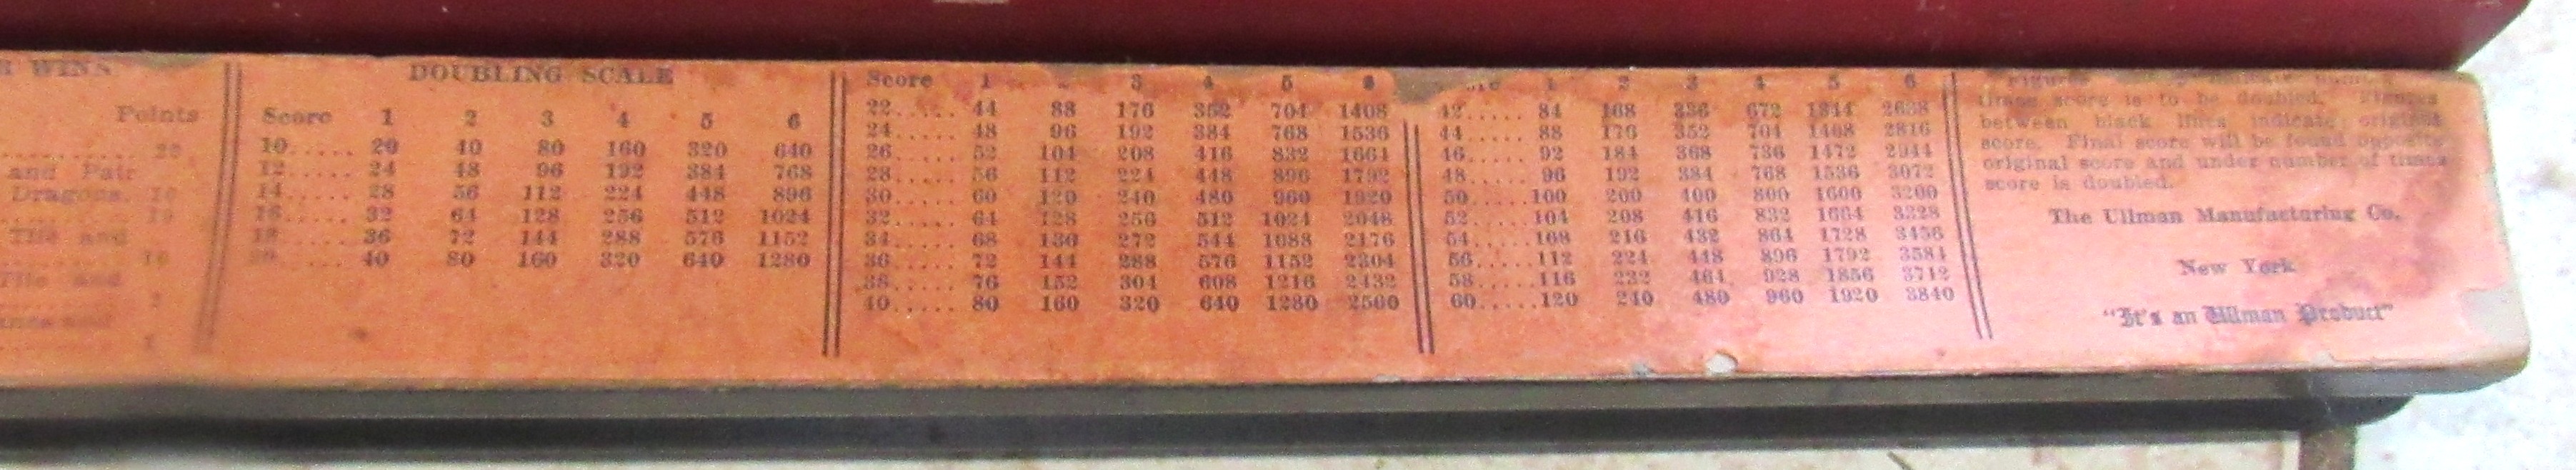 WINS
Points
20
and Pair
Dragons. 10
10
Tile and
10
Tile and
2
DOUBLING SCALE
Score 1 2 3 4 5 6
10..... 20 40 80 160 320 640
12..... 24 48 96 192 384 768
14..... 28 56 112 224 448 896
16..... 32 64 128 256 512 1024
18..... 36 72 144 288 576 1152
20..... 40 80 160 320 640 1280
Score 1 2 3 4 5 6
22...... 44 88 176 352 704 1408
24...... 48 96 192 384 768 1536
26...... 52 104 208 416 832 1664
28...... 56 112 224 448 896 1792
30...... 60 120 240 480 960 1920
32...... 64 128 256 512 1024 2048
34...... 68 136 272 544 1088 2176
36...... 72 144 288 576 1152 2304
38...... 76 152 304 608 1216 2432
40...... 80 160 320 640 1280 2560
1 2 3 4 5 6
42..... 84 168 336 672 1344 2688
44..... 88 176 352 704 1408 2816
46..... 92 184 368 736 1472 2944
48..... 96 192 384 768 1536 3072
50.....100 200 400 800 1600 3200
52.....104 208 416 832 1664 3328
54.....108 216 432 864 1728 3456
56.....112 224 448 896 1792 3584
58.....116 232 464 928 1856 3712
60.....120 240 480 960 1920 3840
Figures
times score is to be doubled. Figures
between black lines indicate original
score. Final score will be found opposite
original score and under number of times
score is doubled.
The Ullman Manufacturing Co.
New York
"It's an Ullman Product"